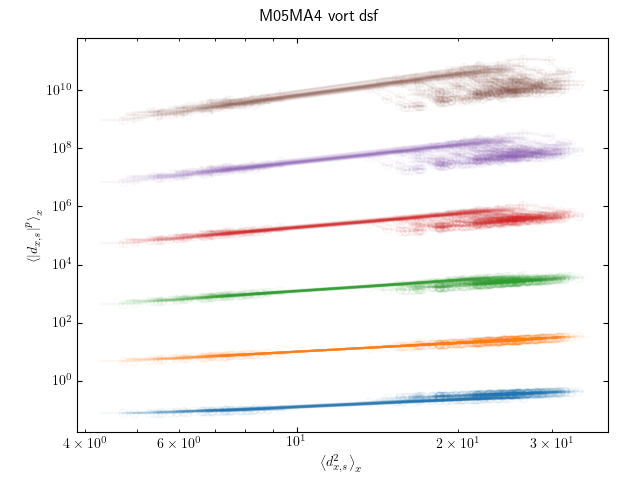 M05MA4 vort dsf
10^{10}
10^{8}
10^{6}
10^{4}
10^{2}
10^{0}
⟨|d_{x,s}|^p⟩_x
4 × 10^0 6 × 10^0 10^1 2 × 10^1 3 × 10^1
⟨d^2_{x,s}⟩_x